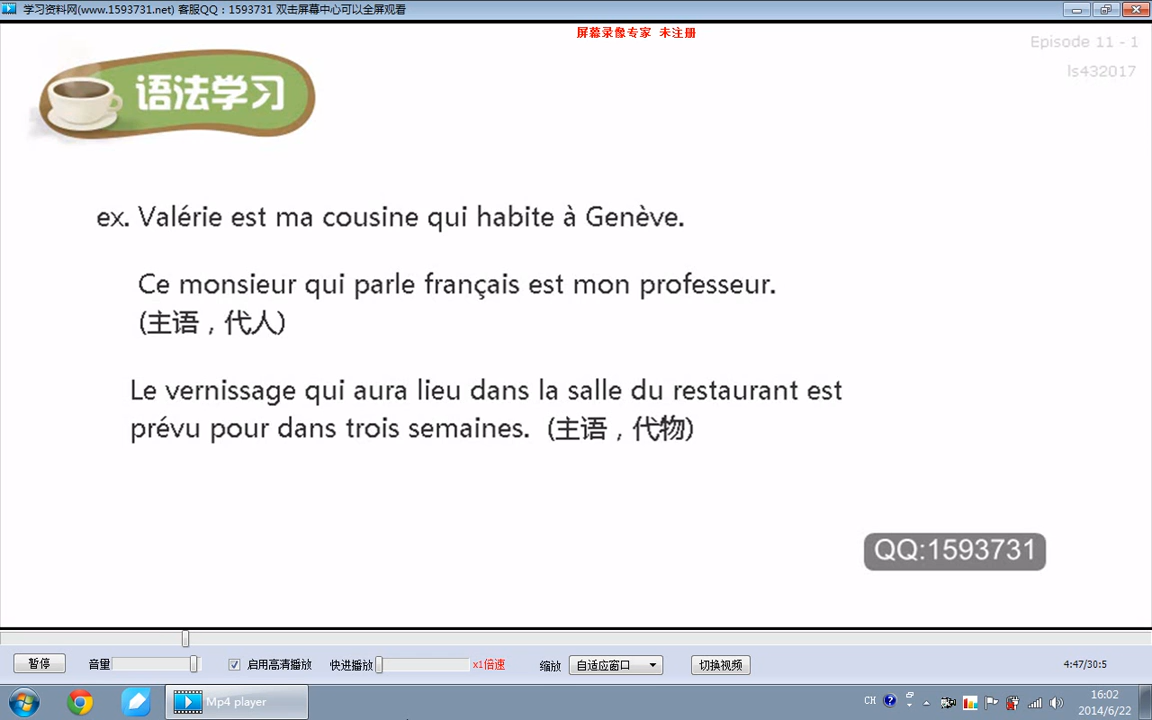 学习资料网(www.1593731.net) 客服QQ：1593731 双击屏幕中心可以全屏观看
屏幕录像专家 未注册
Episode 11 - 1
ls432017
语法学习
ex. Valérie est ma cousine qui habite à Genève.
Ce monsieur qui parle français est mon professeur.
(主语，代人)
Le vernissage qui aura lieu dans la salle du restaurant est
prévu pour dans trois semaines. (主语，代物)
QQ:1593731
暂停 音量 启用高清播放 快进播放 x1倍速 缩放 自适应窗口 切换视频 4:47/30:5
Mp4 player CH 16:02
2014/6/22